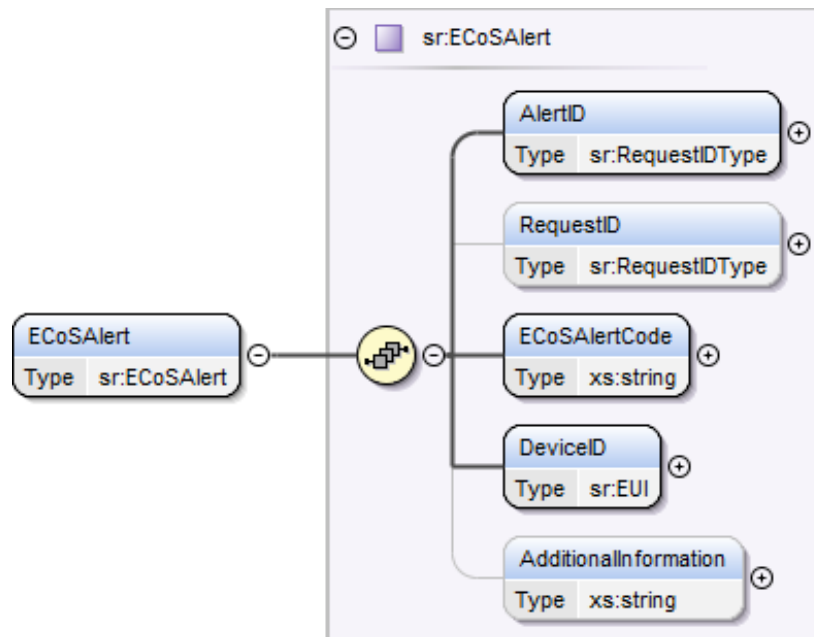 sr:ECoSAlert
AlertID
Type sr:RequestIDType
RequestID
Type sr:RequestIDType
ECoSAlert
Type sr:ECoSAlert
ECoSAlertCode
Type xs:string
DeviceID
Type sr:EUI
AdditionalInformation
Type xs:string